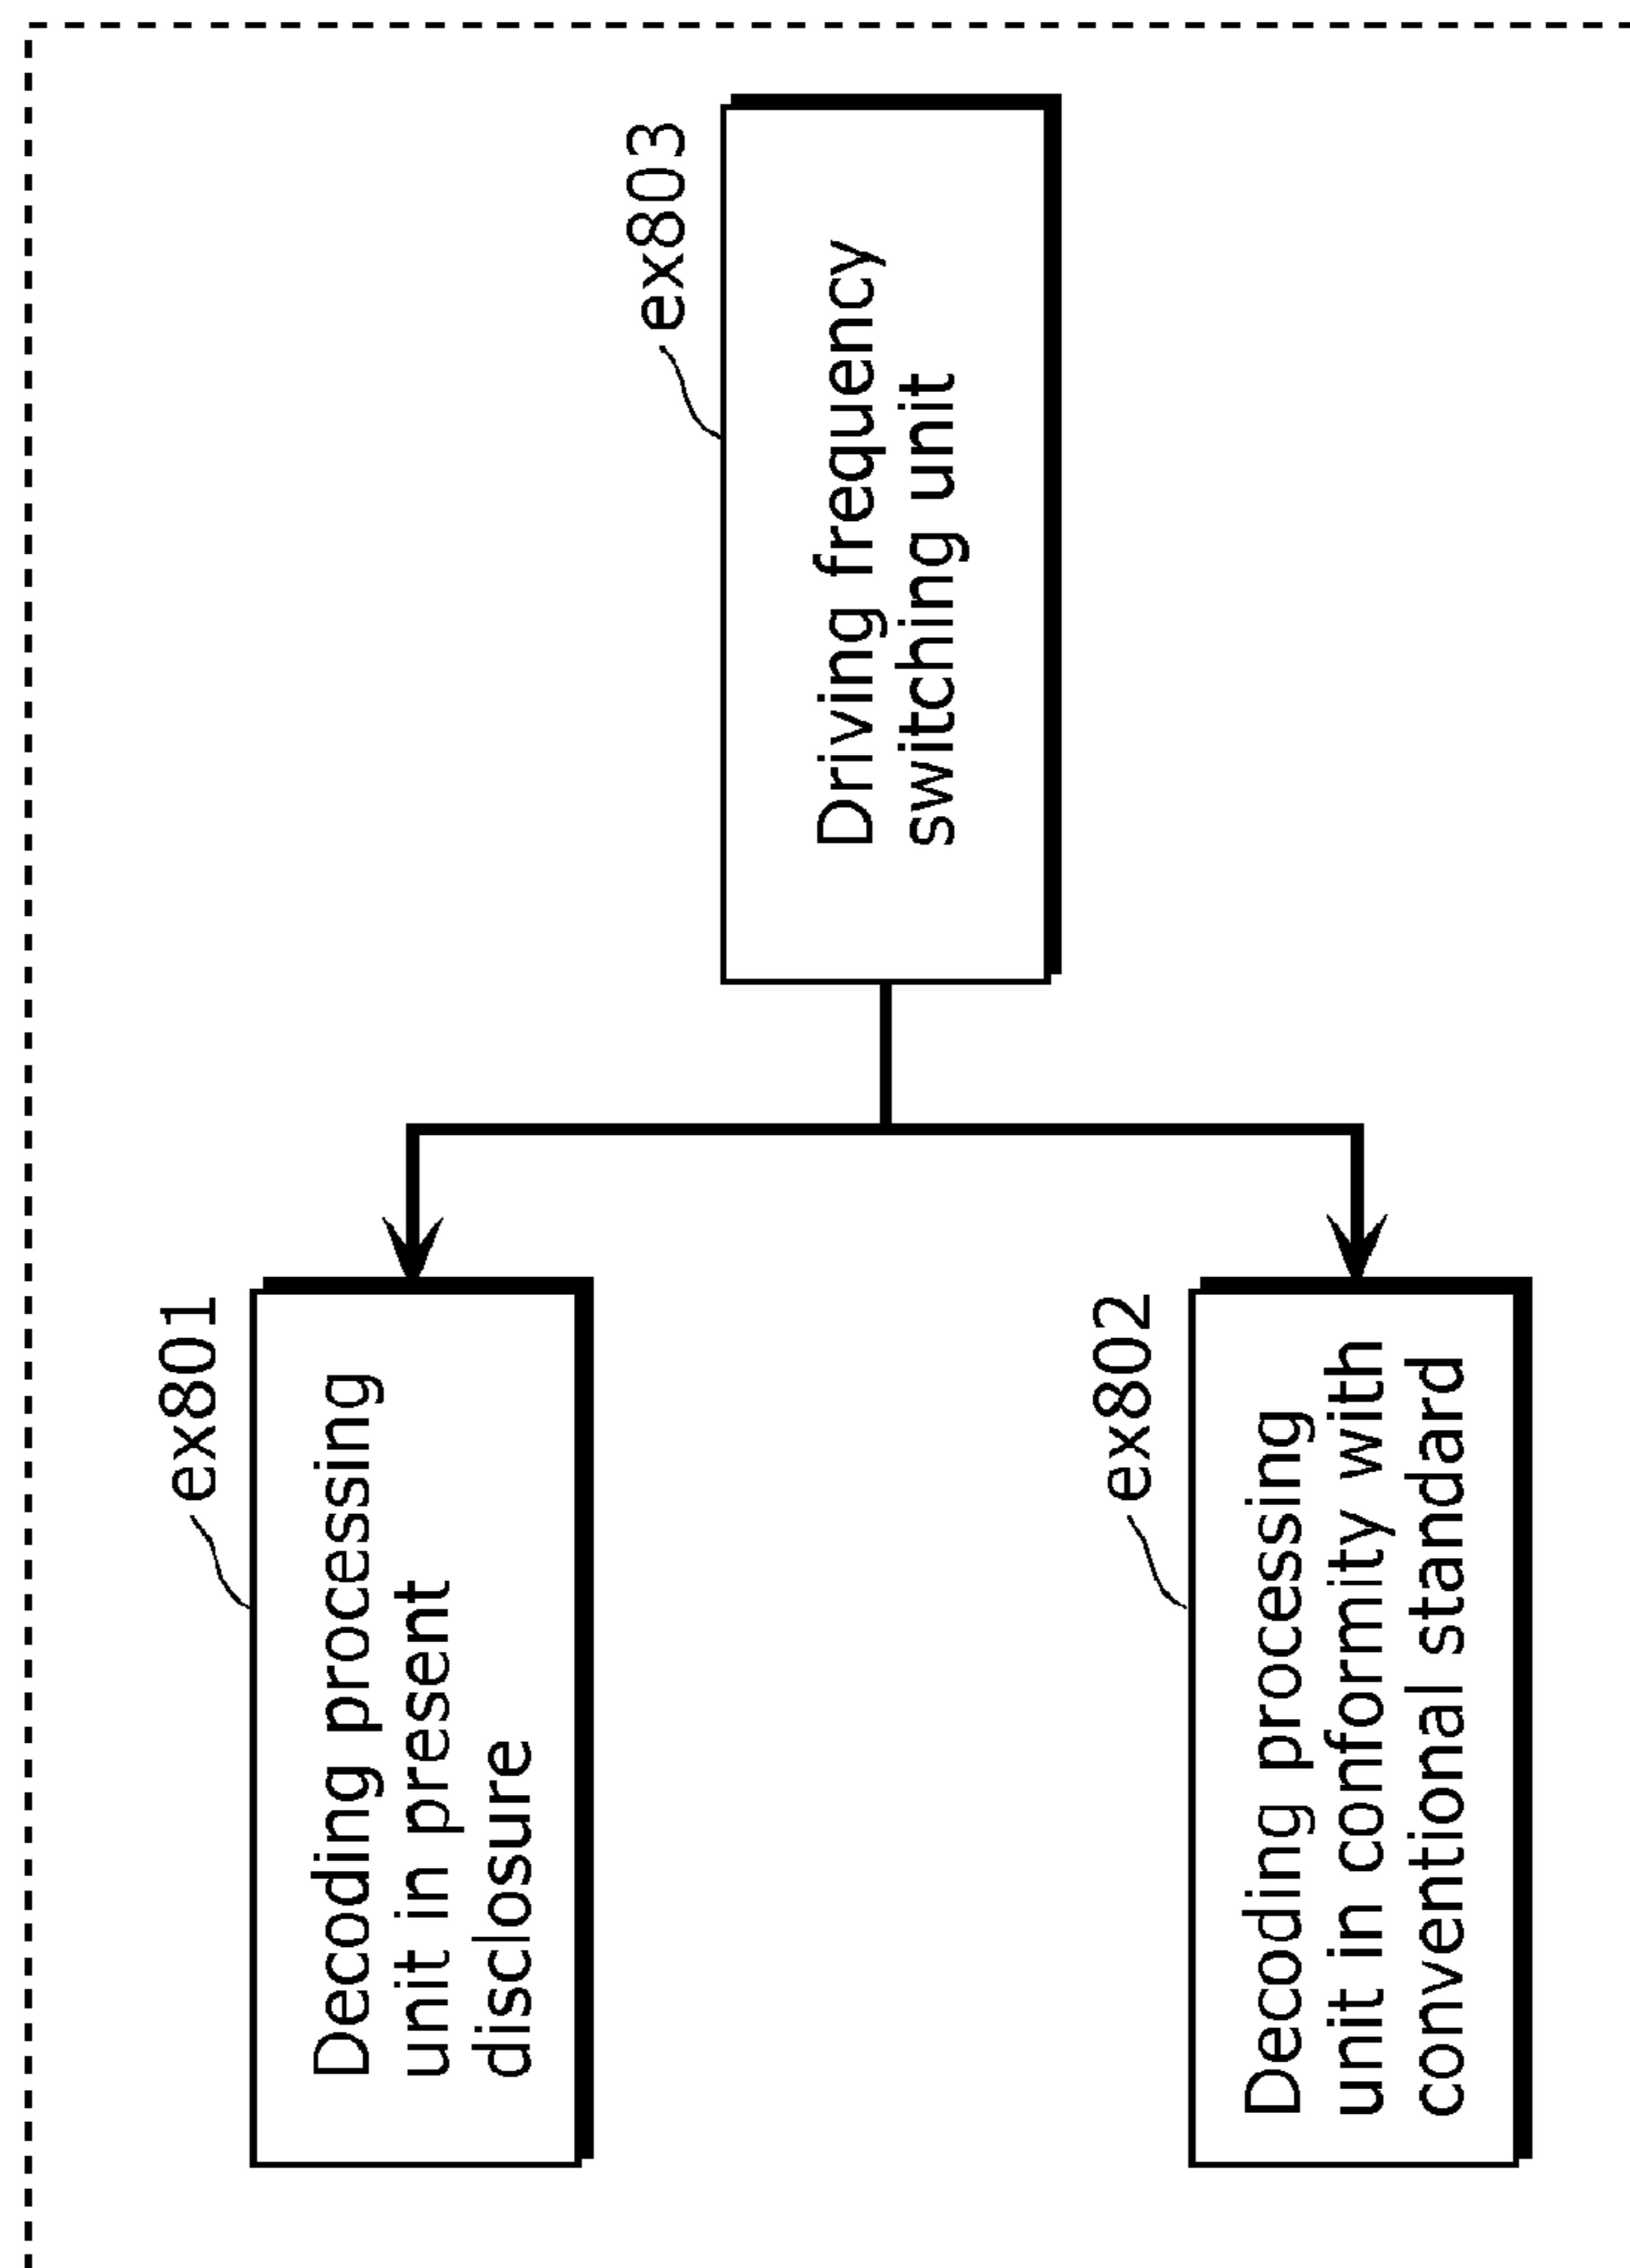 ex801
Decoding processing
unit in present
disclosure
ex803
Driving frequency
switching unit
ex802
Decoding processing
unit in conformity with
conventional standard